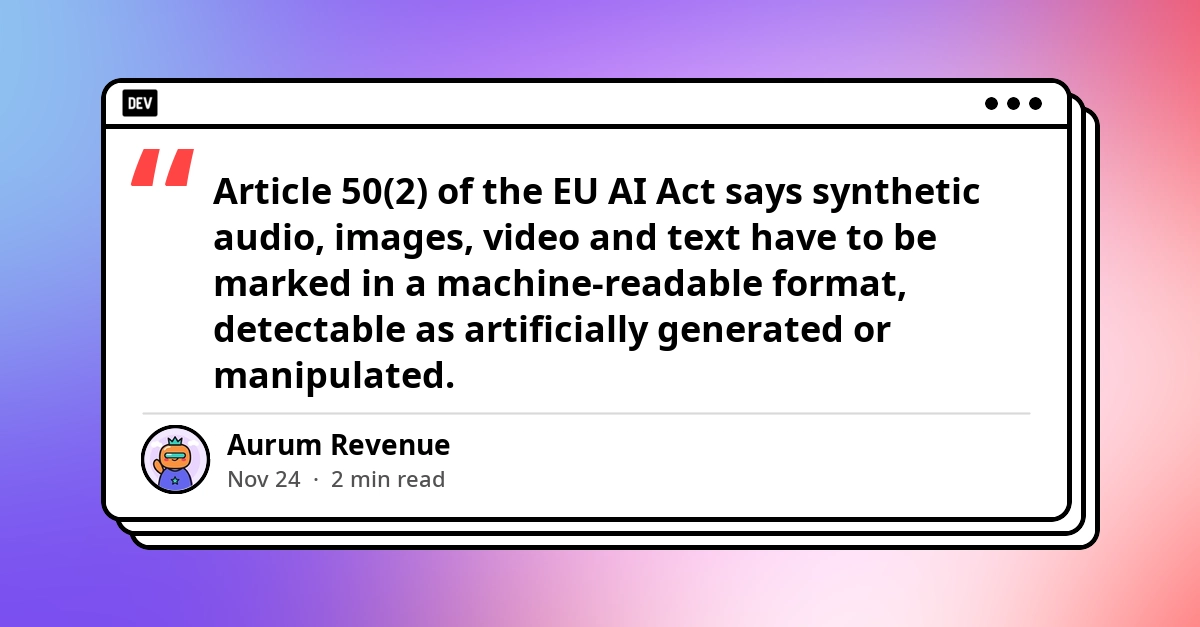 DEV
“
Article 50(2) of the EU AI Act says synthetic
audio, images, video and text have to be
marked in a machine-readable format,
detectable as artificially generated or
manipulated.
Aurum Revenue
Nov 24 · 2 min read